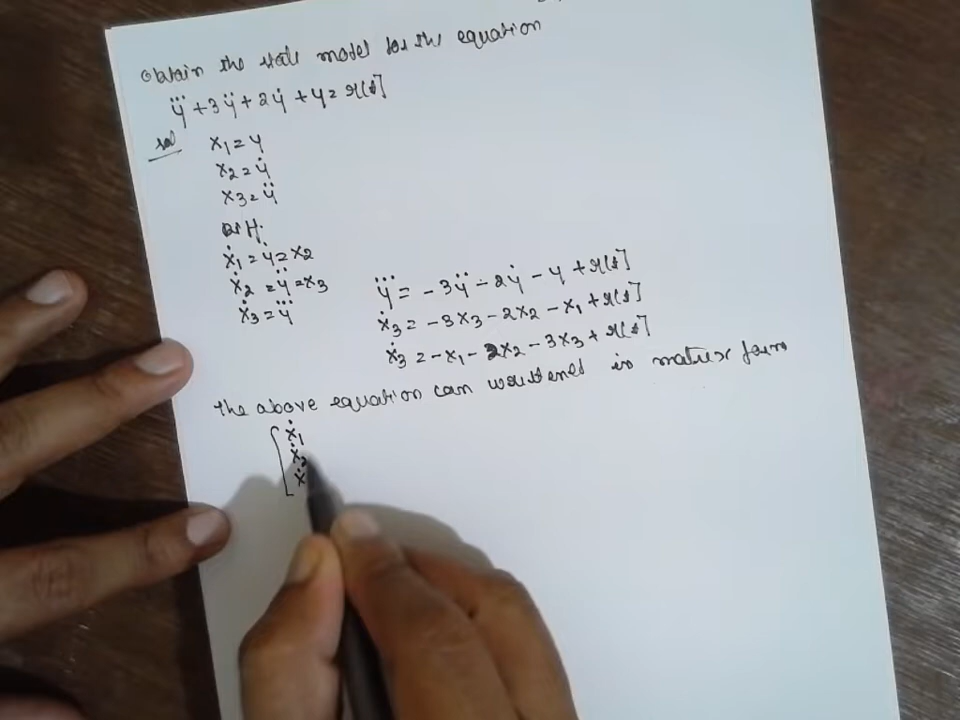 obtain the state model for the equation
y⃛ + 3ÿ + 2ẏ + y = r(t)
sol x₁ = y
x₂ = ẏ
x₃ = ÿ
ẋ₁ = ẏ = x₂
ẋ₂ = ÿ = x₃
ẋ₃ = y⃛
y⃛ = - 3ÿ - 2ẏ - y + r(t)
ẋ₃ = - 3x₃ - 2x₂ - x₁ + r(t)
ẋ₃ = - x₁ - 2x₂ - 3x₃ + r(t)
the above equation can in matrix form
[ẋ₁
ẋ₂
ẋ